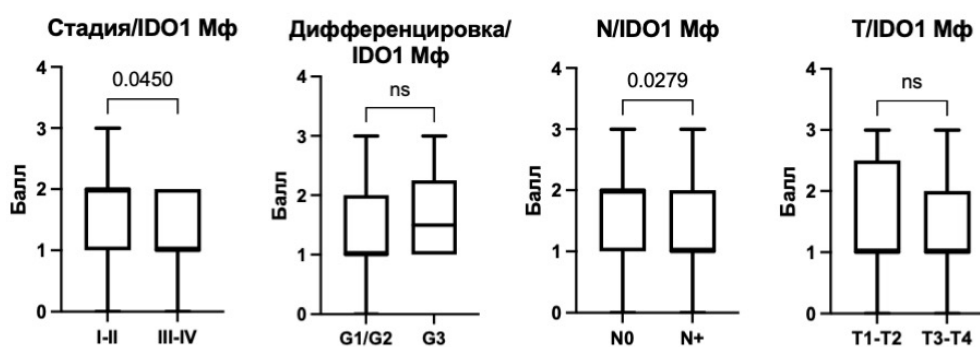 Стадия/IDO1 Мф
Балл
4
3
2
1
0
0.0450
I-II III-IV
Дифференцировка/
IDO1 Мф
Балл
4
3
2
1
0
ns
G1/G2 G3
N/IDO1 Мф
Балл
4
3
2
1
0
0.0279
N0 N+
T/IDO1 Мф
Балл
4
3
2
1
0
ns
T1-T2 T3-T4